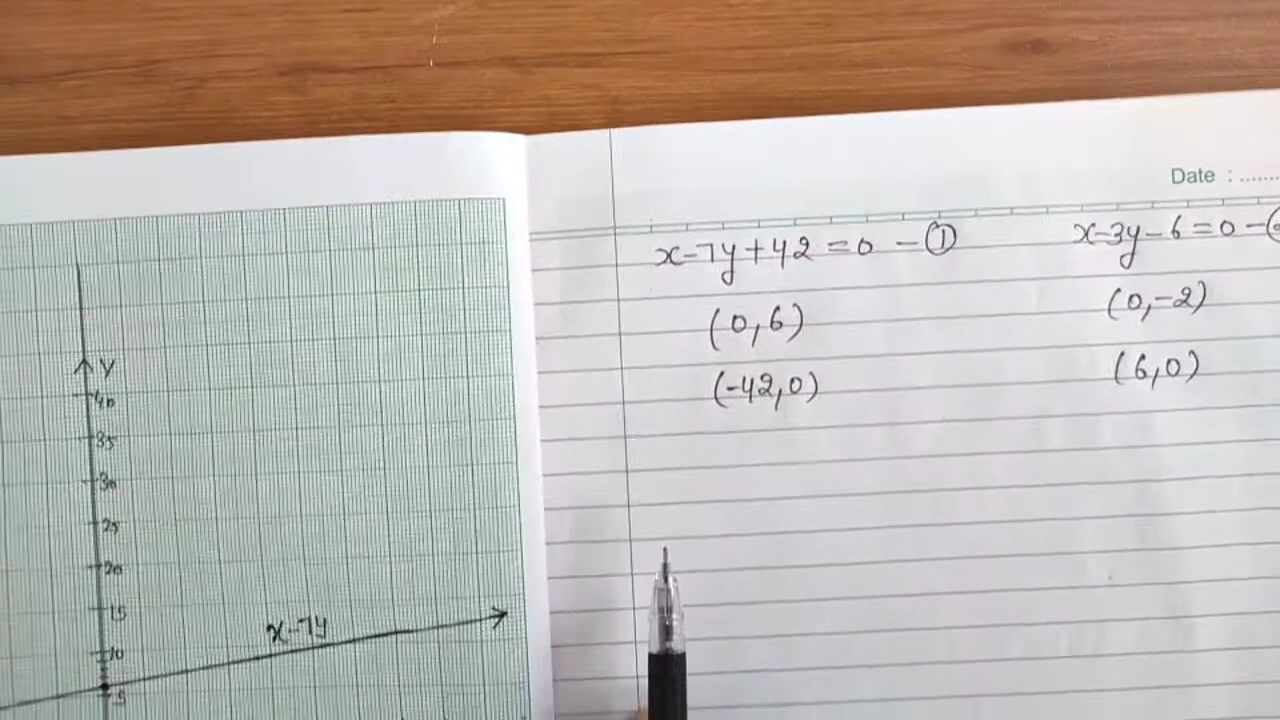 Date : .......
x-7y+42=0 - ①
x-3y-6=0 -
(0,6)
(0,-2)
(-42,0)
(6,0)
Y
40
35
30
25
20
15
10
5
x-7y